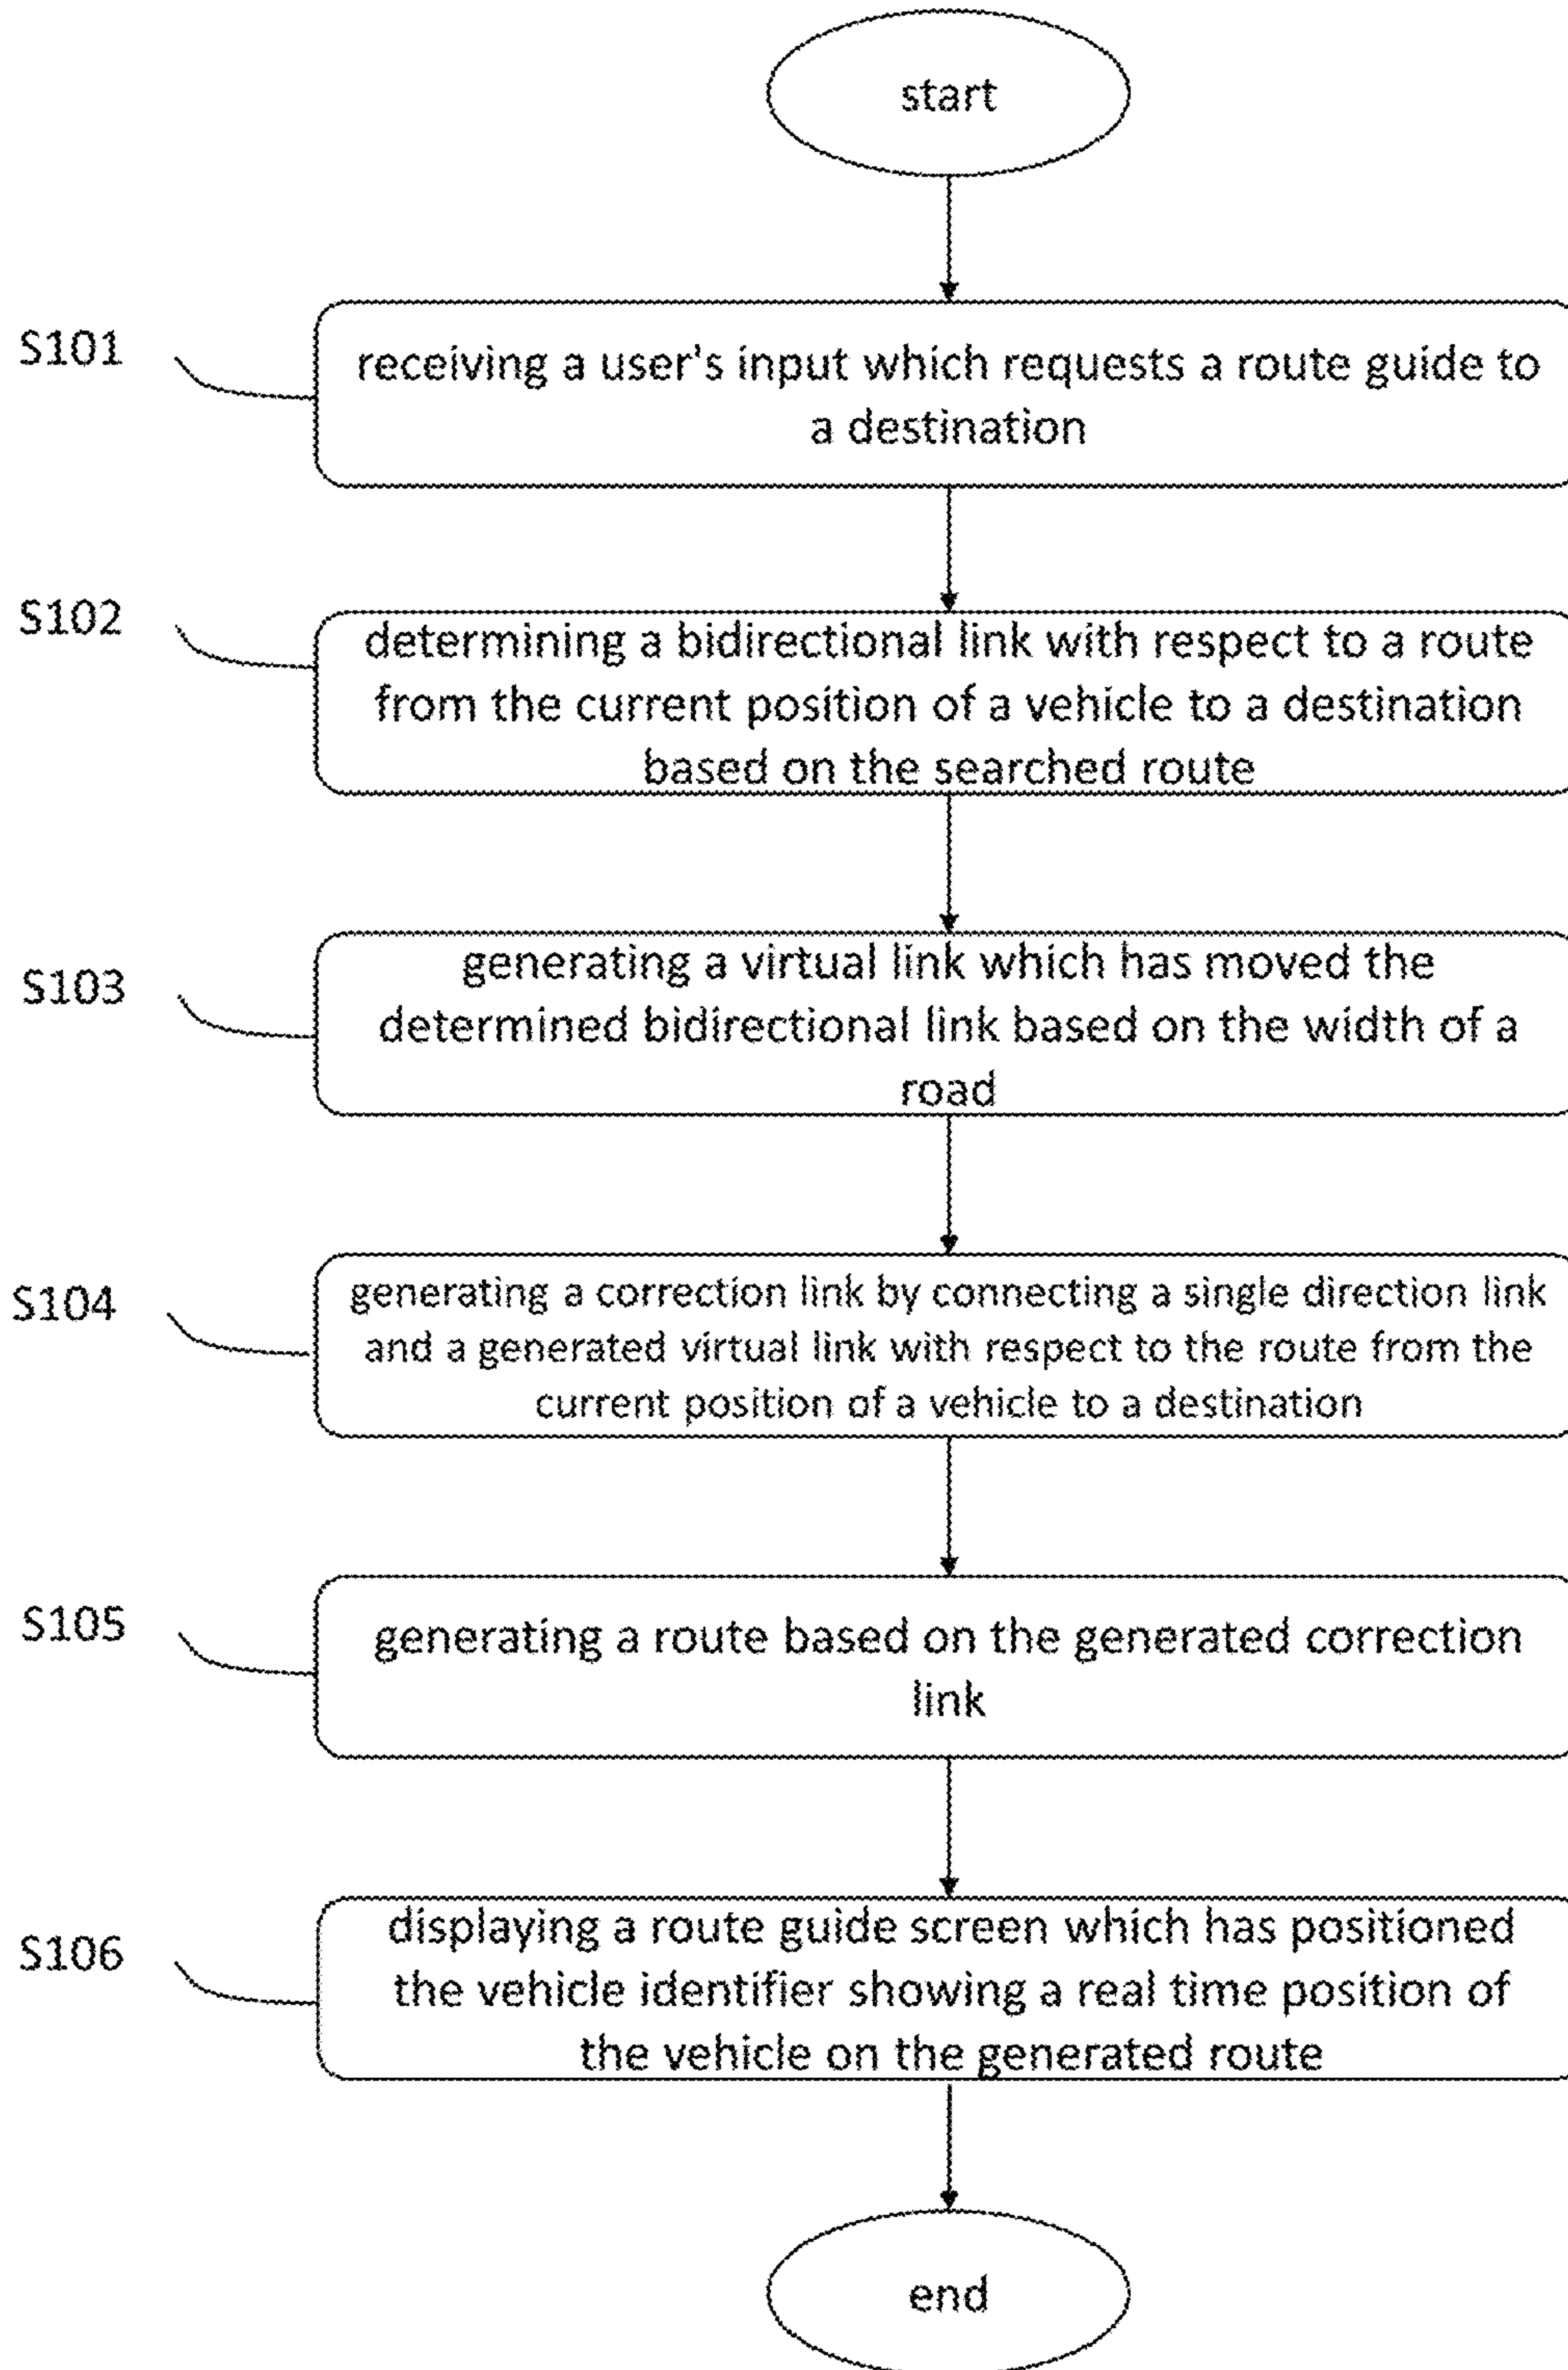 start
S101
receiving a user's input which requests a route guide to
a destination
S102
determining a bidirectional link with respect to a route
from the current position of a vehicle to a destination
based on the searched route
S103
generating a virtual link which has moved the
determined bidirectional link based on the width of a
road
S104
generating a correction link by connecting a single direction link
and a generated virtual link with respect to the route from the
current position of a vehicle to a destination
S105
generating a route based on the generated correction
link
S106
displaying a route guide screen which has positioned
the vehicle identifier showing a real time position of
the vehicle on the generated route
end